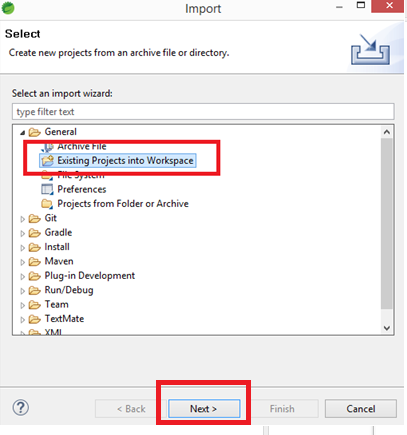 Import
Select
Create new projects from an archive file or directory.
Select an import wizard:
type filter text
General
Archive File
Existing Projects into Workspace
File System
Preferences
Projects from Folder or Archive
Git
Gradle
Install
Maven
Plug-in Development
Run/Debug
Team
TextMate
XML
?
< Back
Next >
Finish
Cancel